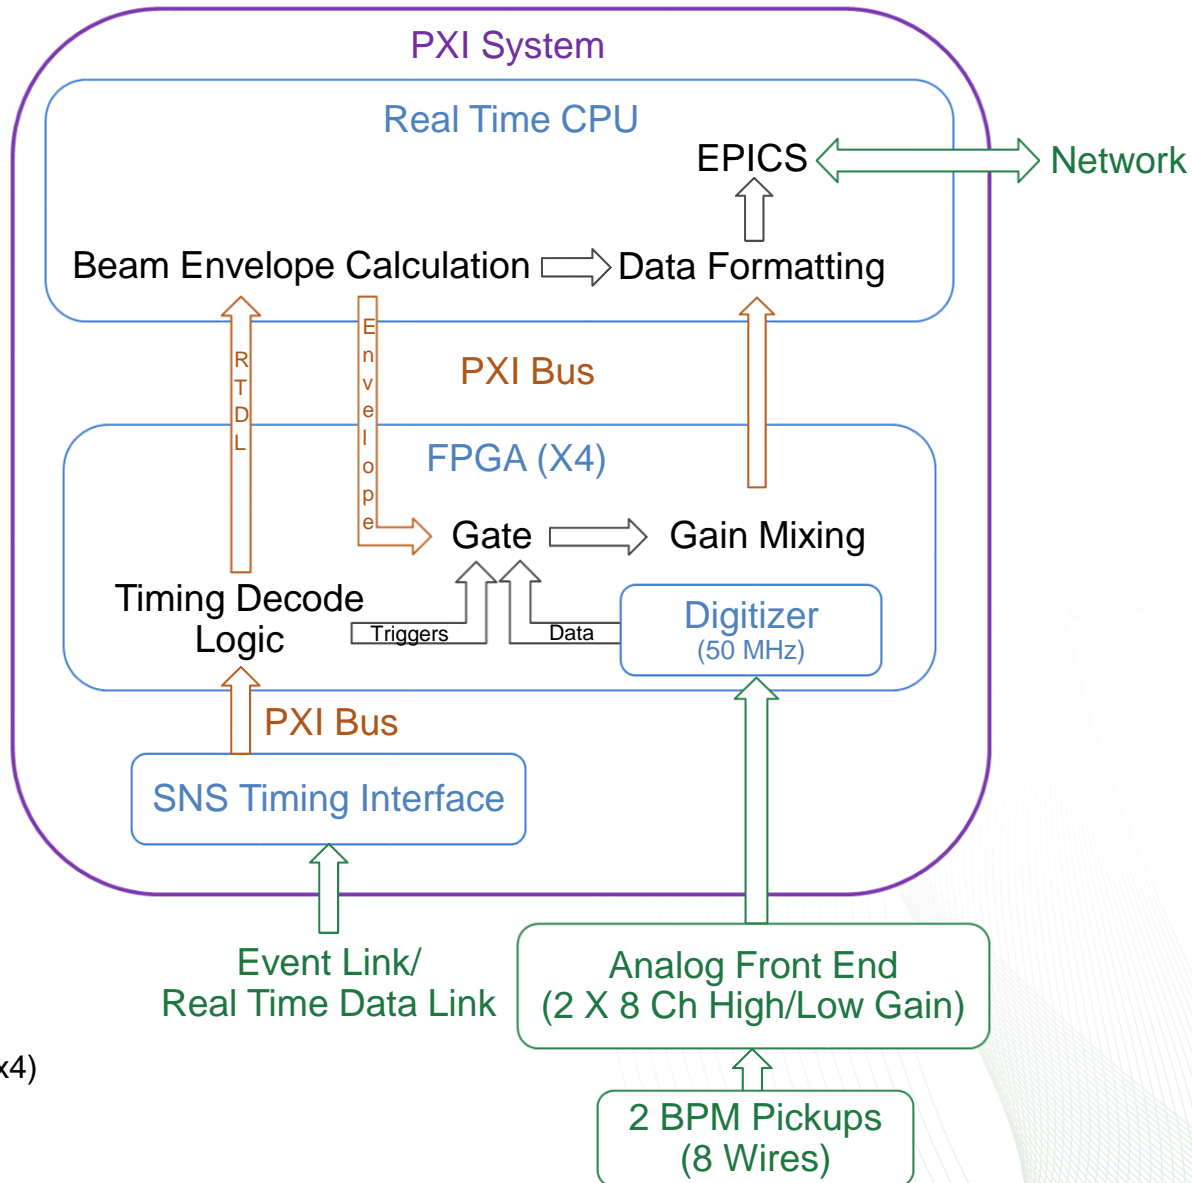 PXI System
Real Time CPU
EPICS
Network
Beam Envelope Calculation
Data Formatting
RTDL
Envelope
PXI Bus
FPGA (X4)
Gate
Gain Mixing
Timing Decode
Logic
Triggers
Data
Digitizer
(50 MHz)
PXI Bus
SNS Timing Interface
Event Link/
Real Time Data Link
Analog Front End
(2 X 8 Ch High/Low Gain)
x4)
2 BPM Pickups
(8 Wires)